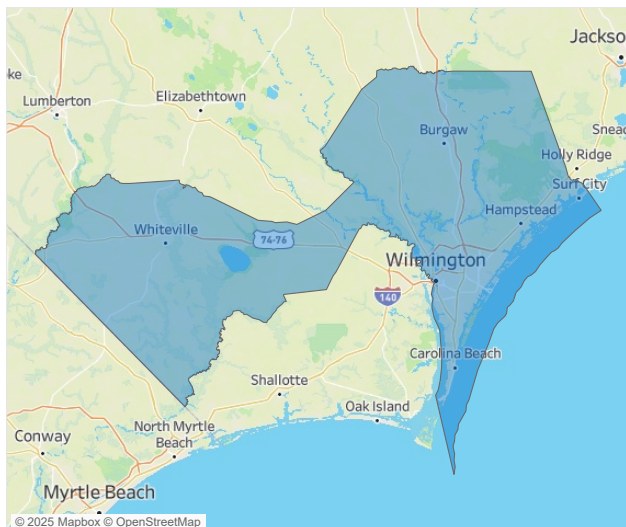 Jackso
ke
Lumberton
Elizabethtown
Burgaw
Snea
Holly Ridge
Surf City
Hampstead
Whiteville
74-76
Wilmington
140
Carolina Beach
Shallotte
Oak Island
North Myrtle
Beach
Conway
Myrtle Beach
© 2025 Mapbox © OpenStreetMap